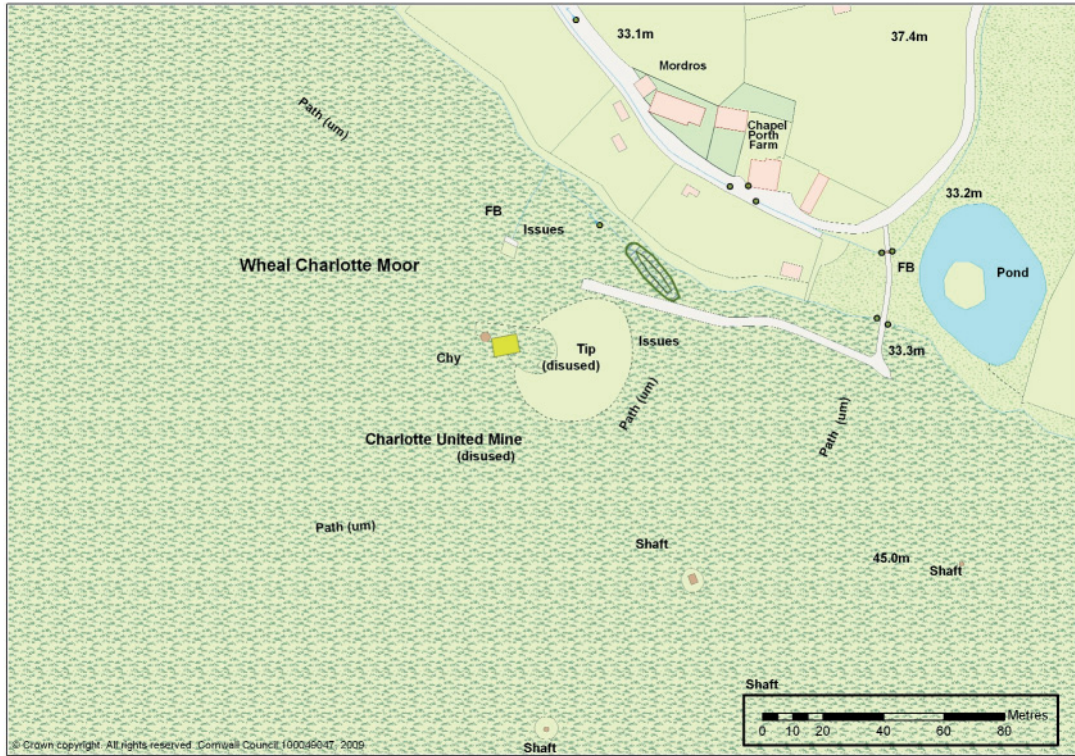 33.1m
37.4m
Mordros
Path (um)
Chapel
Porth
Farm
33.2m
FB
Issues
Wheal Charlotte Moor
FB
Pond
Issues
Tip
(disused)
33.3m
Chy
Path (um)
Path (um)
Charlotte United Mine
(disused)
Path (um)
Shaft
45.0m
Shaft
Shaft
Metres
0 10 20 40 60 80
© Crown copyright. All rights reserved. Cornwall Council 100049047, 2009
Shaft